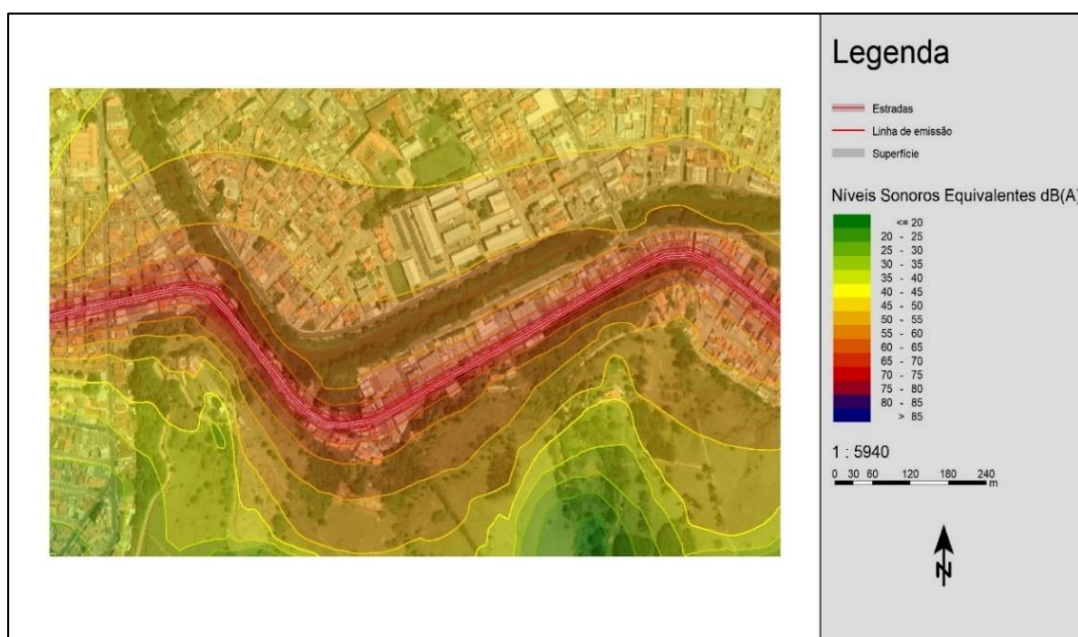 Legenda
Estradas
Linha de emissão
Superfície
Níveis Sonoros Equivalentes dB(A)
<= 20
20 - 25
25 - 30
30 - 35
35 - 40
40 - 45
45 - 50
50 - 55
55 - 60
60 - 65
65 - 70
70 - 75
75 - 80
80 - 85
> 85
1 : 5940
0 30 60 120 180 240
m
N